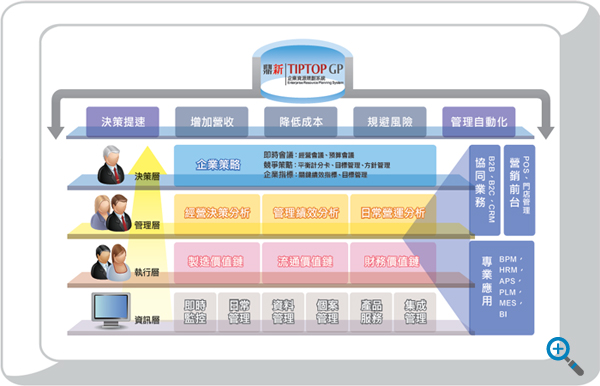 鼎新 TIPTOP GP
企業資源規劃系統
Enterprise Resource Planning System
決策提速
增加營收
降低成本
規避風險
管理自動化
決策層
企業策略
即時會議：經營會議、預算會議
競爭策略：平衡計分卡、目標管理、方針管理
企業指標：關鍵績效指標、目標管理
管理層
經營決策分析
管理績效分析
日常營運分析
執行層
製造價值鏈
流通價值鏈
財務價值鏈
資訊層
即時
監控
日常
管理
資料
管理
個案
管理
產品
服務
集成
管理
協同業務
B2B、B2C、CRM
營銷前台
POS、門店管理
專業應用
BPM、
HRM、
APS、
PLM、
MES、
BI